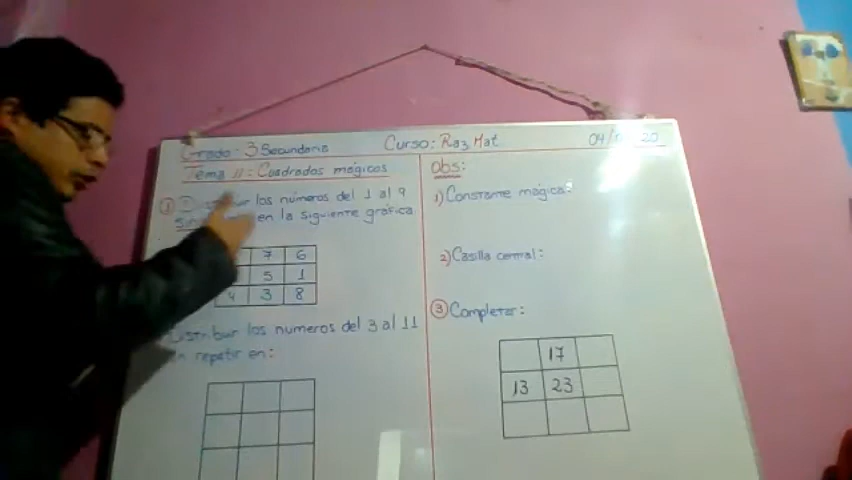 Grado: 3 Secundaria
Curso: Raz Mat
Tema 11: Cuadrados mágicos
① los números del 1 al 9
en la siguiente gráfica
7 6
5 1
4 3 8
Distribuir los numeros del 3 al 11
repetir en:
Obs:
1) Constante mágica:
2) Casilla central:
③ Completar:
17
13 23